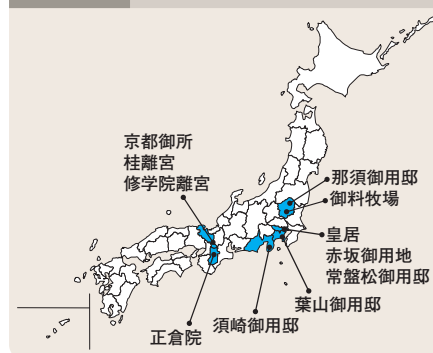 京都御所
桂離宮
修学院離宮
那須御用邸
御料牧場
皇居
赤坂御用地
常盤松御用邸
葉山御用邸
須崎御用邸
正倉院